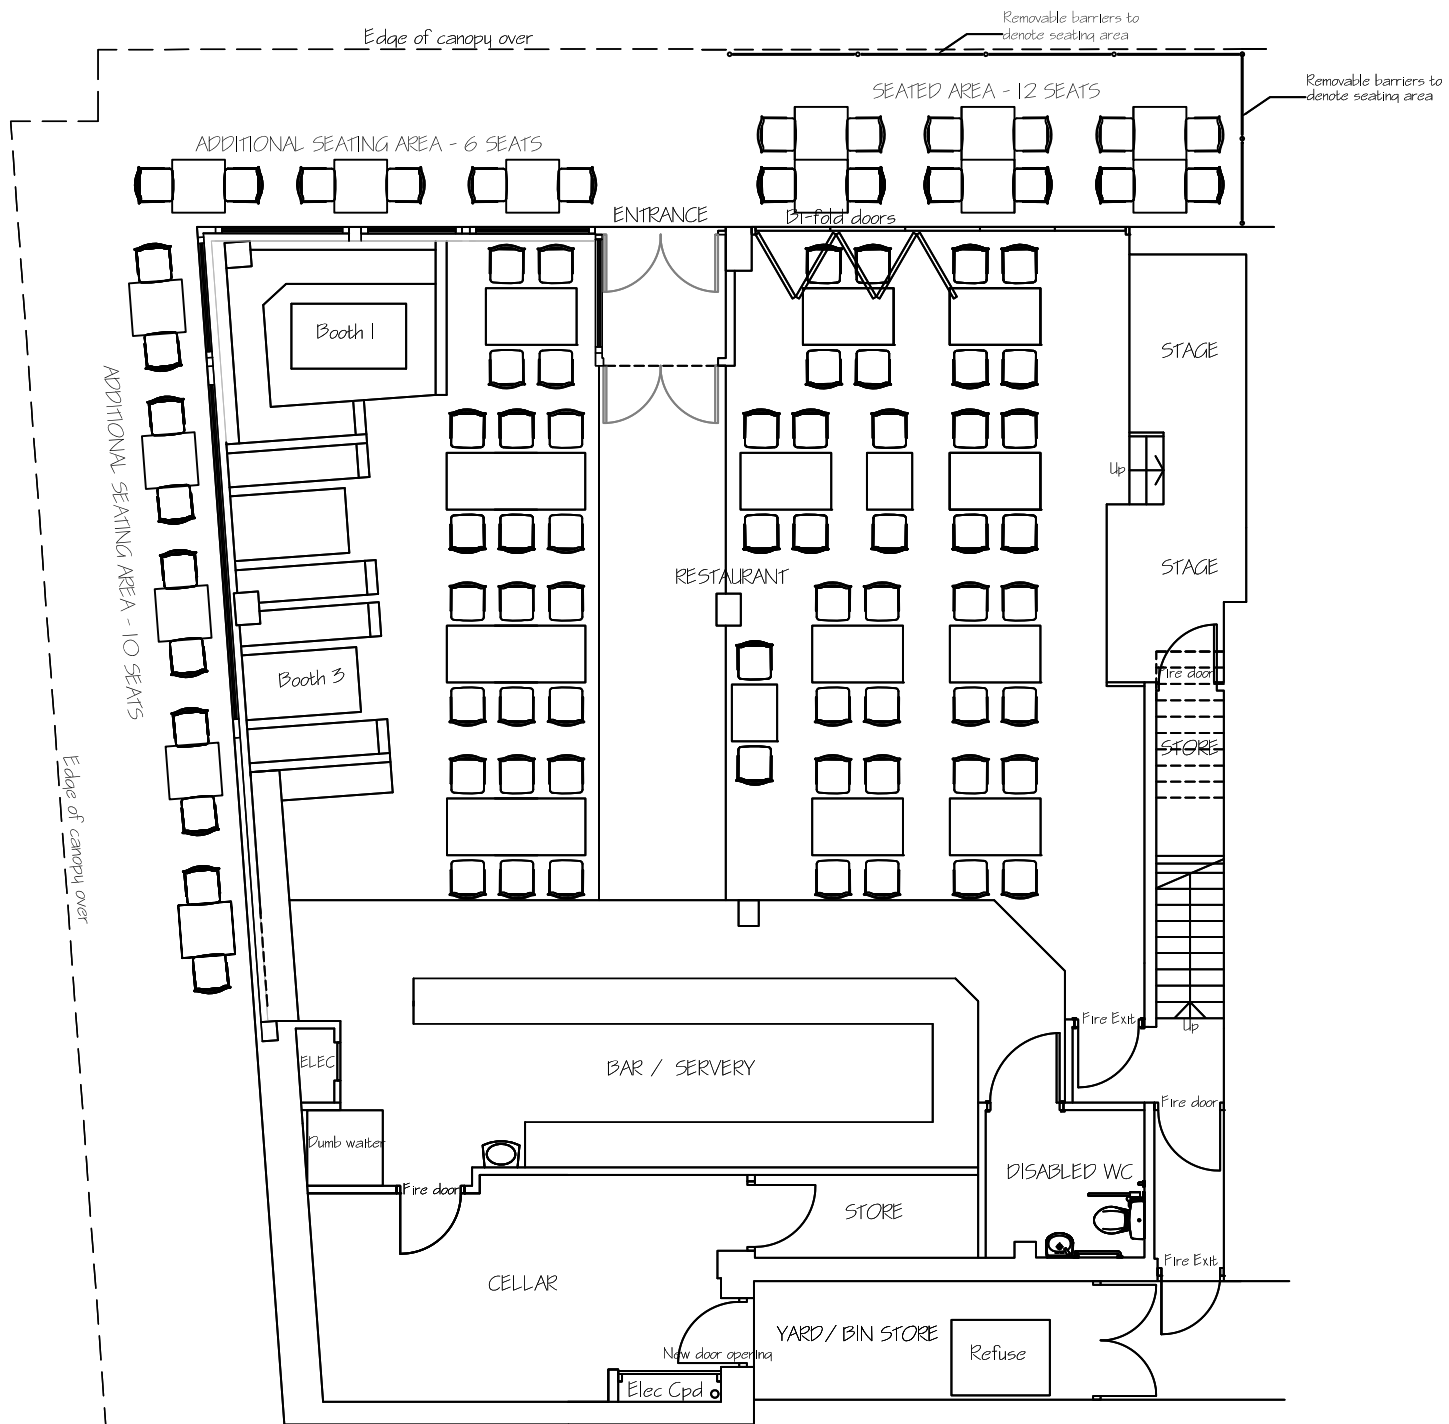 Removable barriers to
denote seating area
Edge of canopy over
Removable barriers to
denote seating area
SEATED AREA - 12 SEATS
ADDITIONAL SEATING AREA - 6 SEATS
ENTRANCE
Bi-fold doors
Booth 1
STAGE
ADDITIONAL SEATING AREA - 10 SEATS
Up
STAGE
RESTAURANT
Booth 3
Fire door
STORE
Edge of canopy over
Fire Exit
Up
ELEC
BAR / SERVERY
Fire door
Dumb waiter
DISABLED WC
Fire door
STORE
Fire Exit
CELLAR
YARD/ BIN STORE
New door opening
Refuse
Elec Cpd